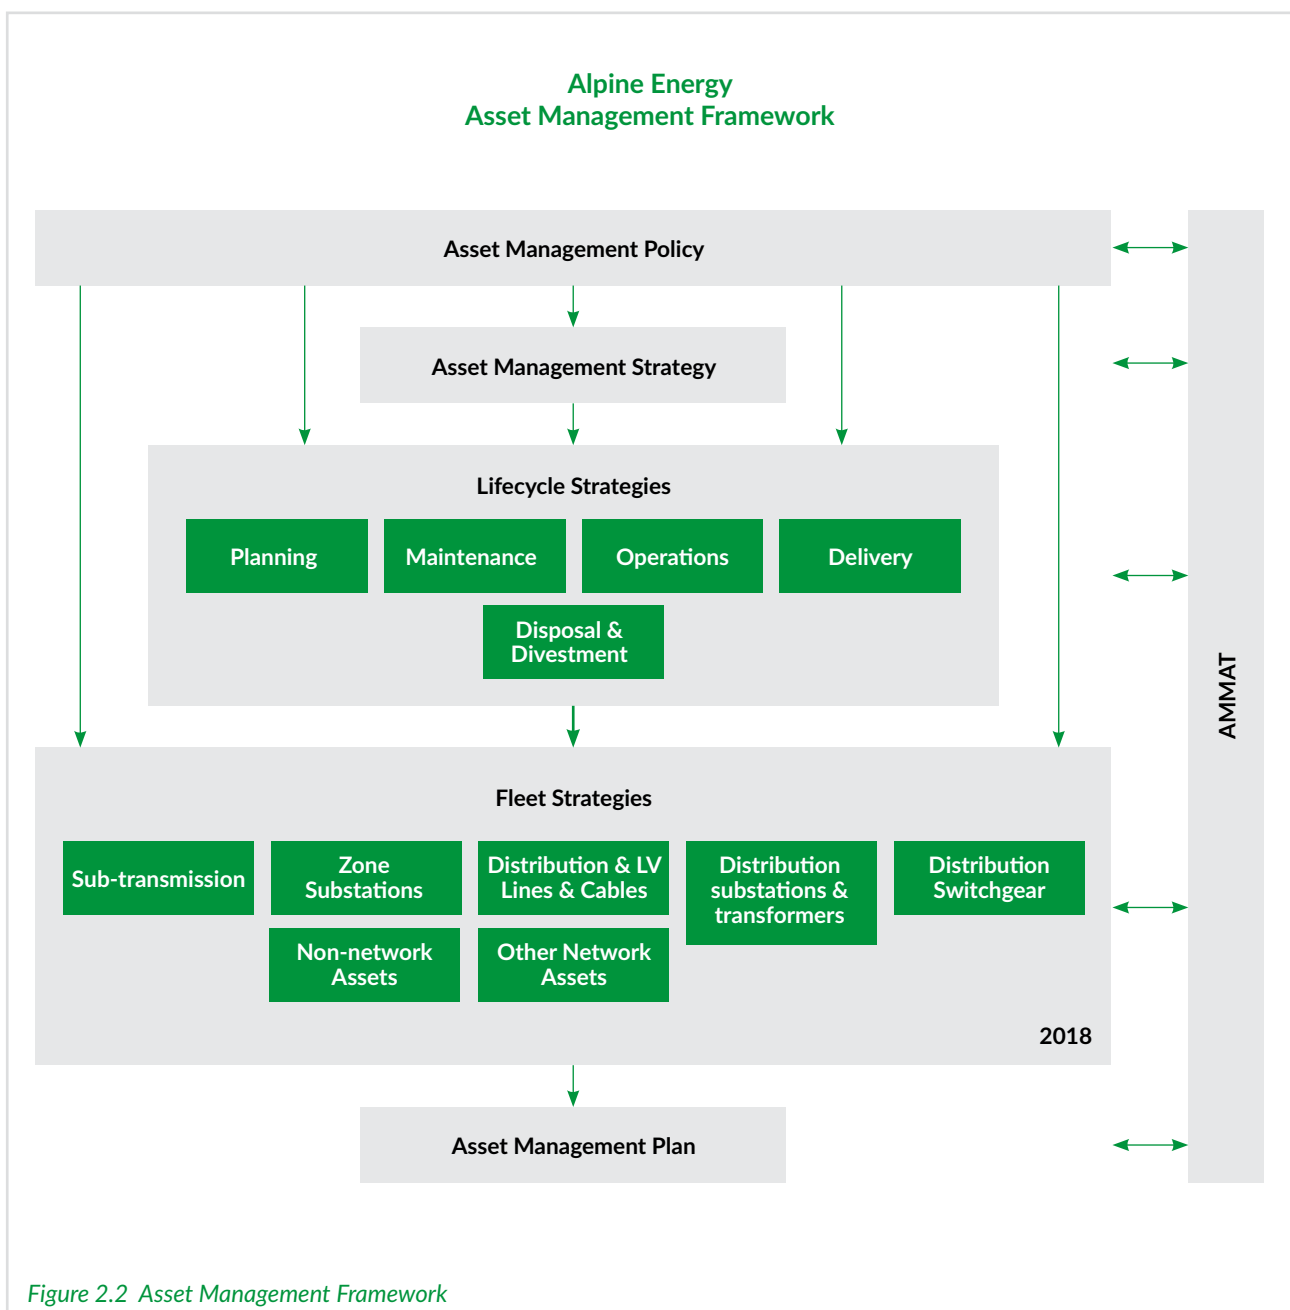 Alpine Energy
Asset Management Framework
Asset Management Policy
Asset Management Strategy
Lifecycle Strategies
Planning
Maintenance
Operations
Delivery
Disposal &
Divestment
AMMAT
Fleet Strategies
Sub-transmission
Zone
Substations
Distribution & LV
Lines & Cables
Distribution
substations &
transformers
Distribution
Switchgear
Non-network
Assets
Other Network
Assets
2018
Asset Management Plan
Figure 2.2 Asset Management Framework